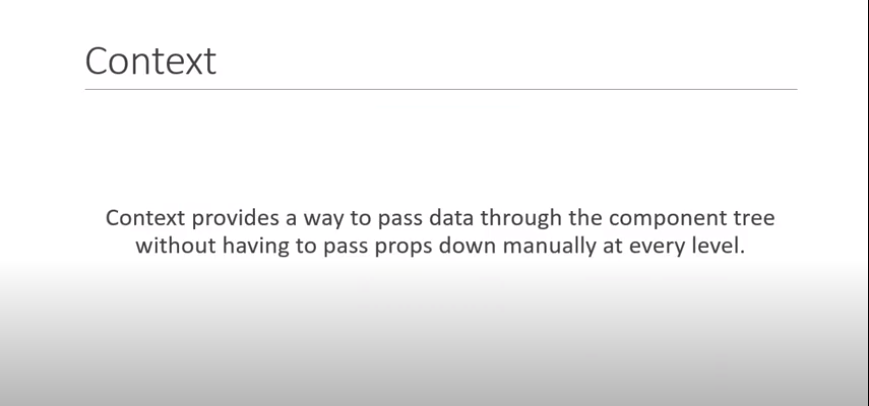 Context
Context provides a way to pass data through the component tree
without having to pass props down manually at every level.